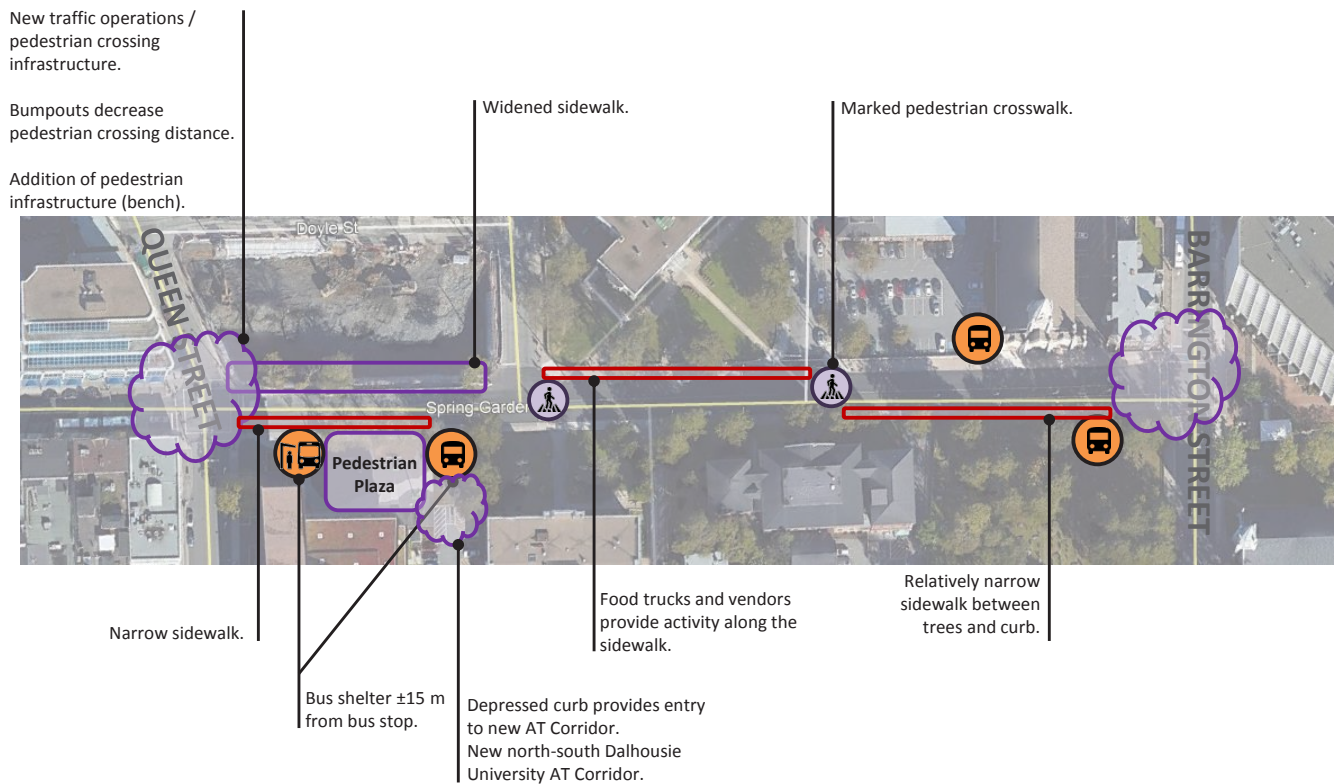 New traffic operations /
pedestrian crossing
infrastructure.
Bumpouts decrease
pedestrian crossing distance.
Addition of pedestrian
infrastructure (bench).
Widened sidewalk.
Marked pedestrian crosswalk.
Doyle St
QUEEN STREET
BARRINGTON STREET
Spring Garden
Pedestrian
Plaza
Narrow sidewalk.
Bus shelter ±15 m
from bus stop.
Depressed curb provides entry
to new AT Corridor.
New north-south Dalhousie
University AT Corridor.
Food trucks and vendors
provide activity along the
sidewalk.
Relatively narrow
sidewalk between
trees and curb.